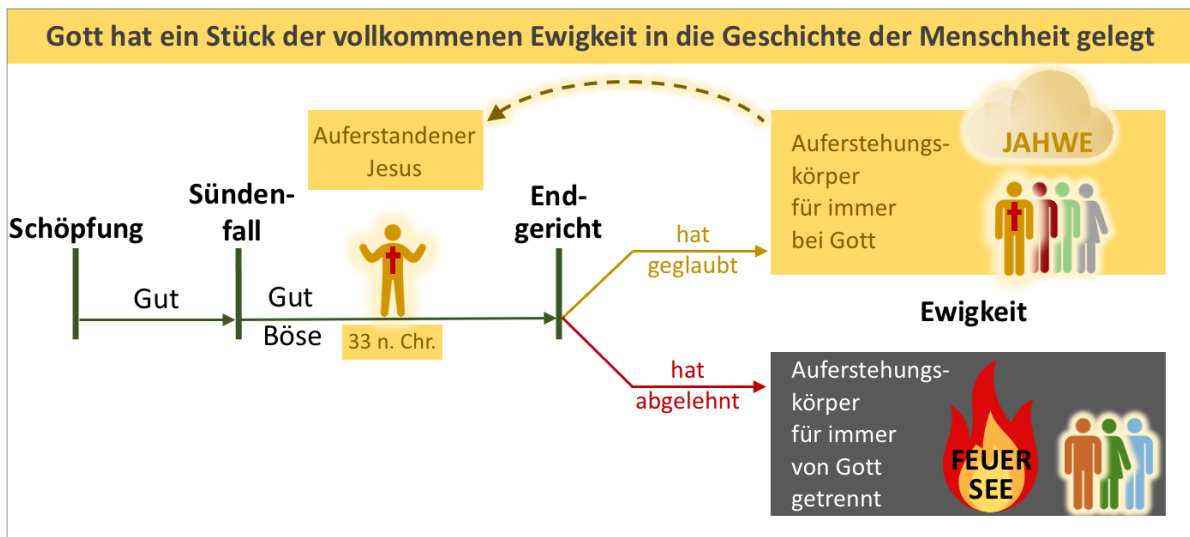 Gott hat ein Stück der vollkommenen Ewigkeit in die Geschichte der Menschheit gelegt
Auferstandener
Jesus
Schöpfung
Sünden-
fall
End-
gericht
Gut
Gut
Böse
33 n. Chr.
hat
geglaubt
hat
abgelehnt
Auferstehungs-
körper
für immer
bei Gott
JAHWE
Ewigkeit
Auferstehungs-
körper
für immer
von Gott
getrennt
FEUER
SEE